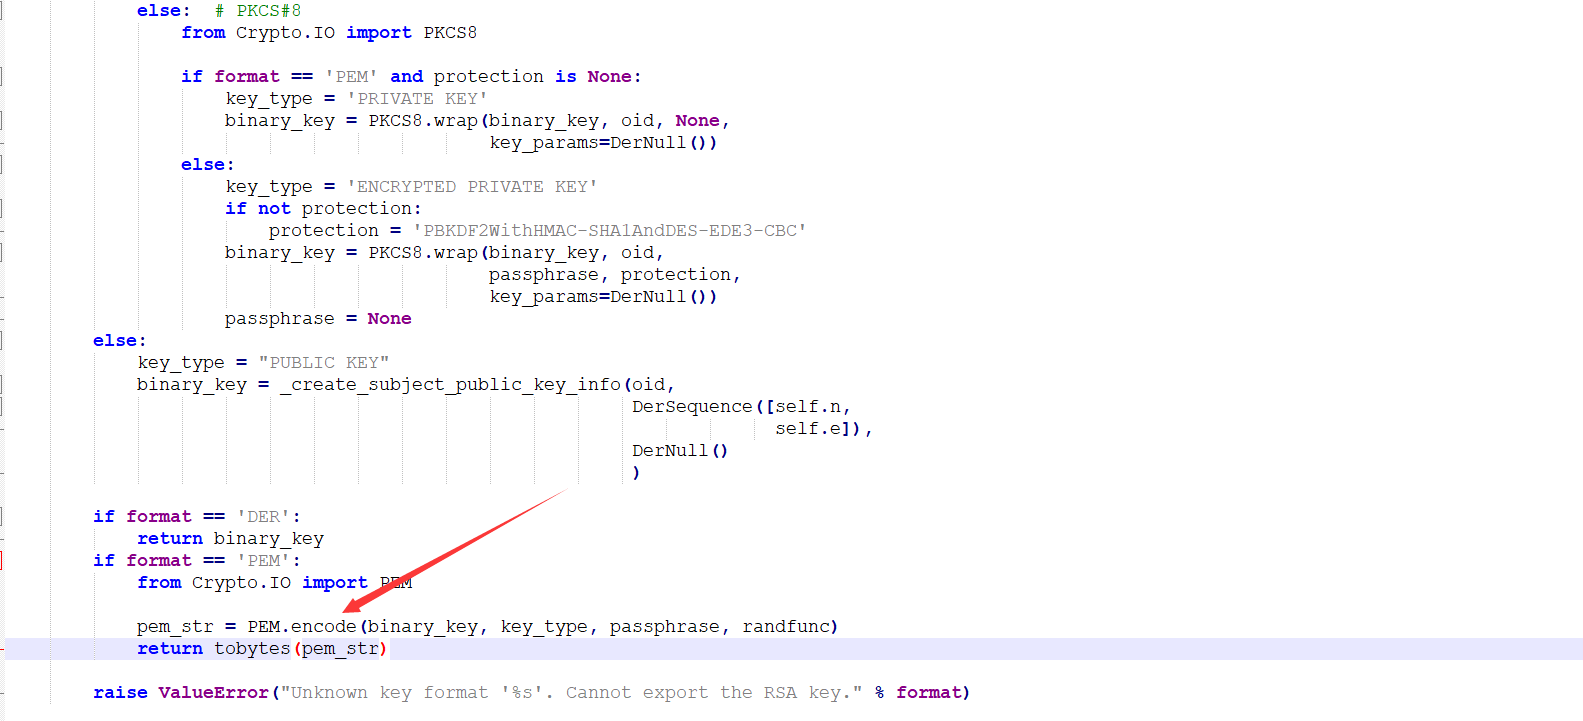 else:  # PKCS#8
from Crypto.IO import PKCS8
if format == 'PEM' and protection is None:
key_type = 'PRIVATE KEY'
binary_key = PKCS8.wrap(binary_key, oid, None,
key_params=DerNull())
else:
key_type = 'ENCRYPTED PRIVATE KEY'
if not protection:
protection = 'PBKDF2WithHMAC-SHA1AndDES-EDE3-CBC'
binary_key = PKCS8.wrap(binary_key, oid,
passphrase, protection,
key_params=DerNull())
passphrase = None
else:
key_type = "PUBLIC KEY"
binary_key = _create_subject_public_key_info(oid,
DerSequence([self.n,
self.e]),
DerNull()
)
if format == 'DER':
return binary_key
if format == 'PEM':
from Crypto.IO import PEM
pem_str = PEM.encode(binary_key, key_type, passphrase, randfunc)
return tobytes(pem_str)
raise ValueError("Unknown key format '%s'. Cannot export the RSA key." % format)